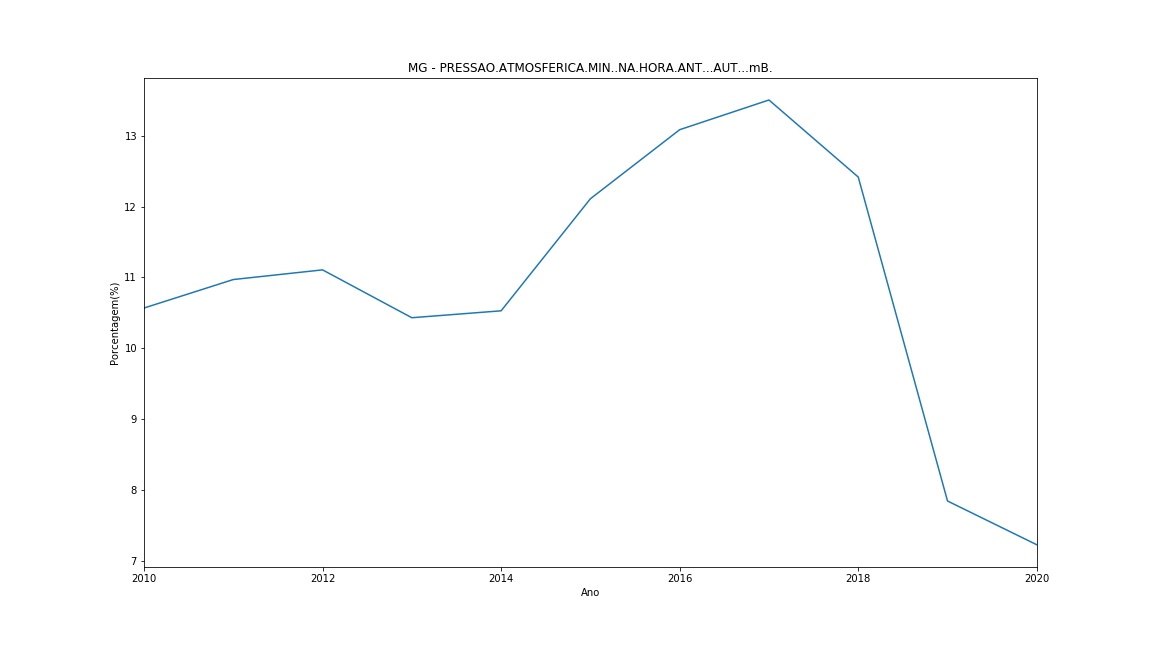 MG - PRESSAO.ATMOSFERICA.MIN..NA.HORA.ANT...AUT...mB.
Porcentagem(%)
13
12
11
10
9
8
7
2010 2012 2014 2016 2018 2020
Ano